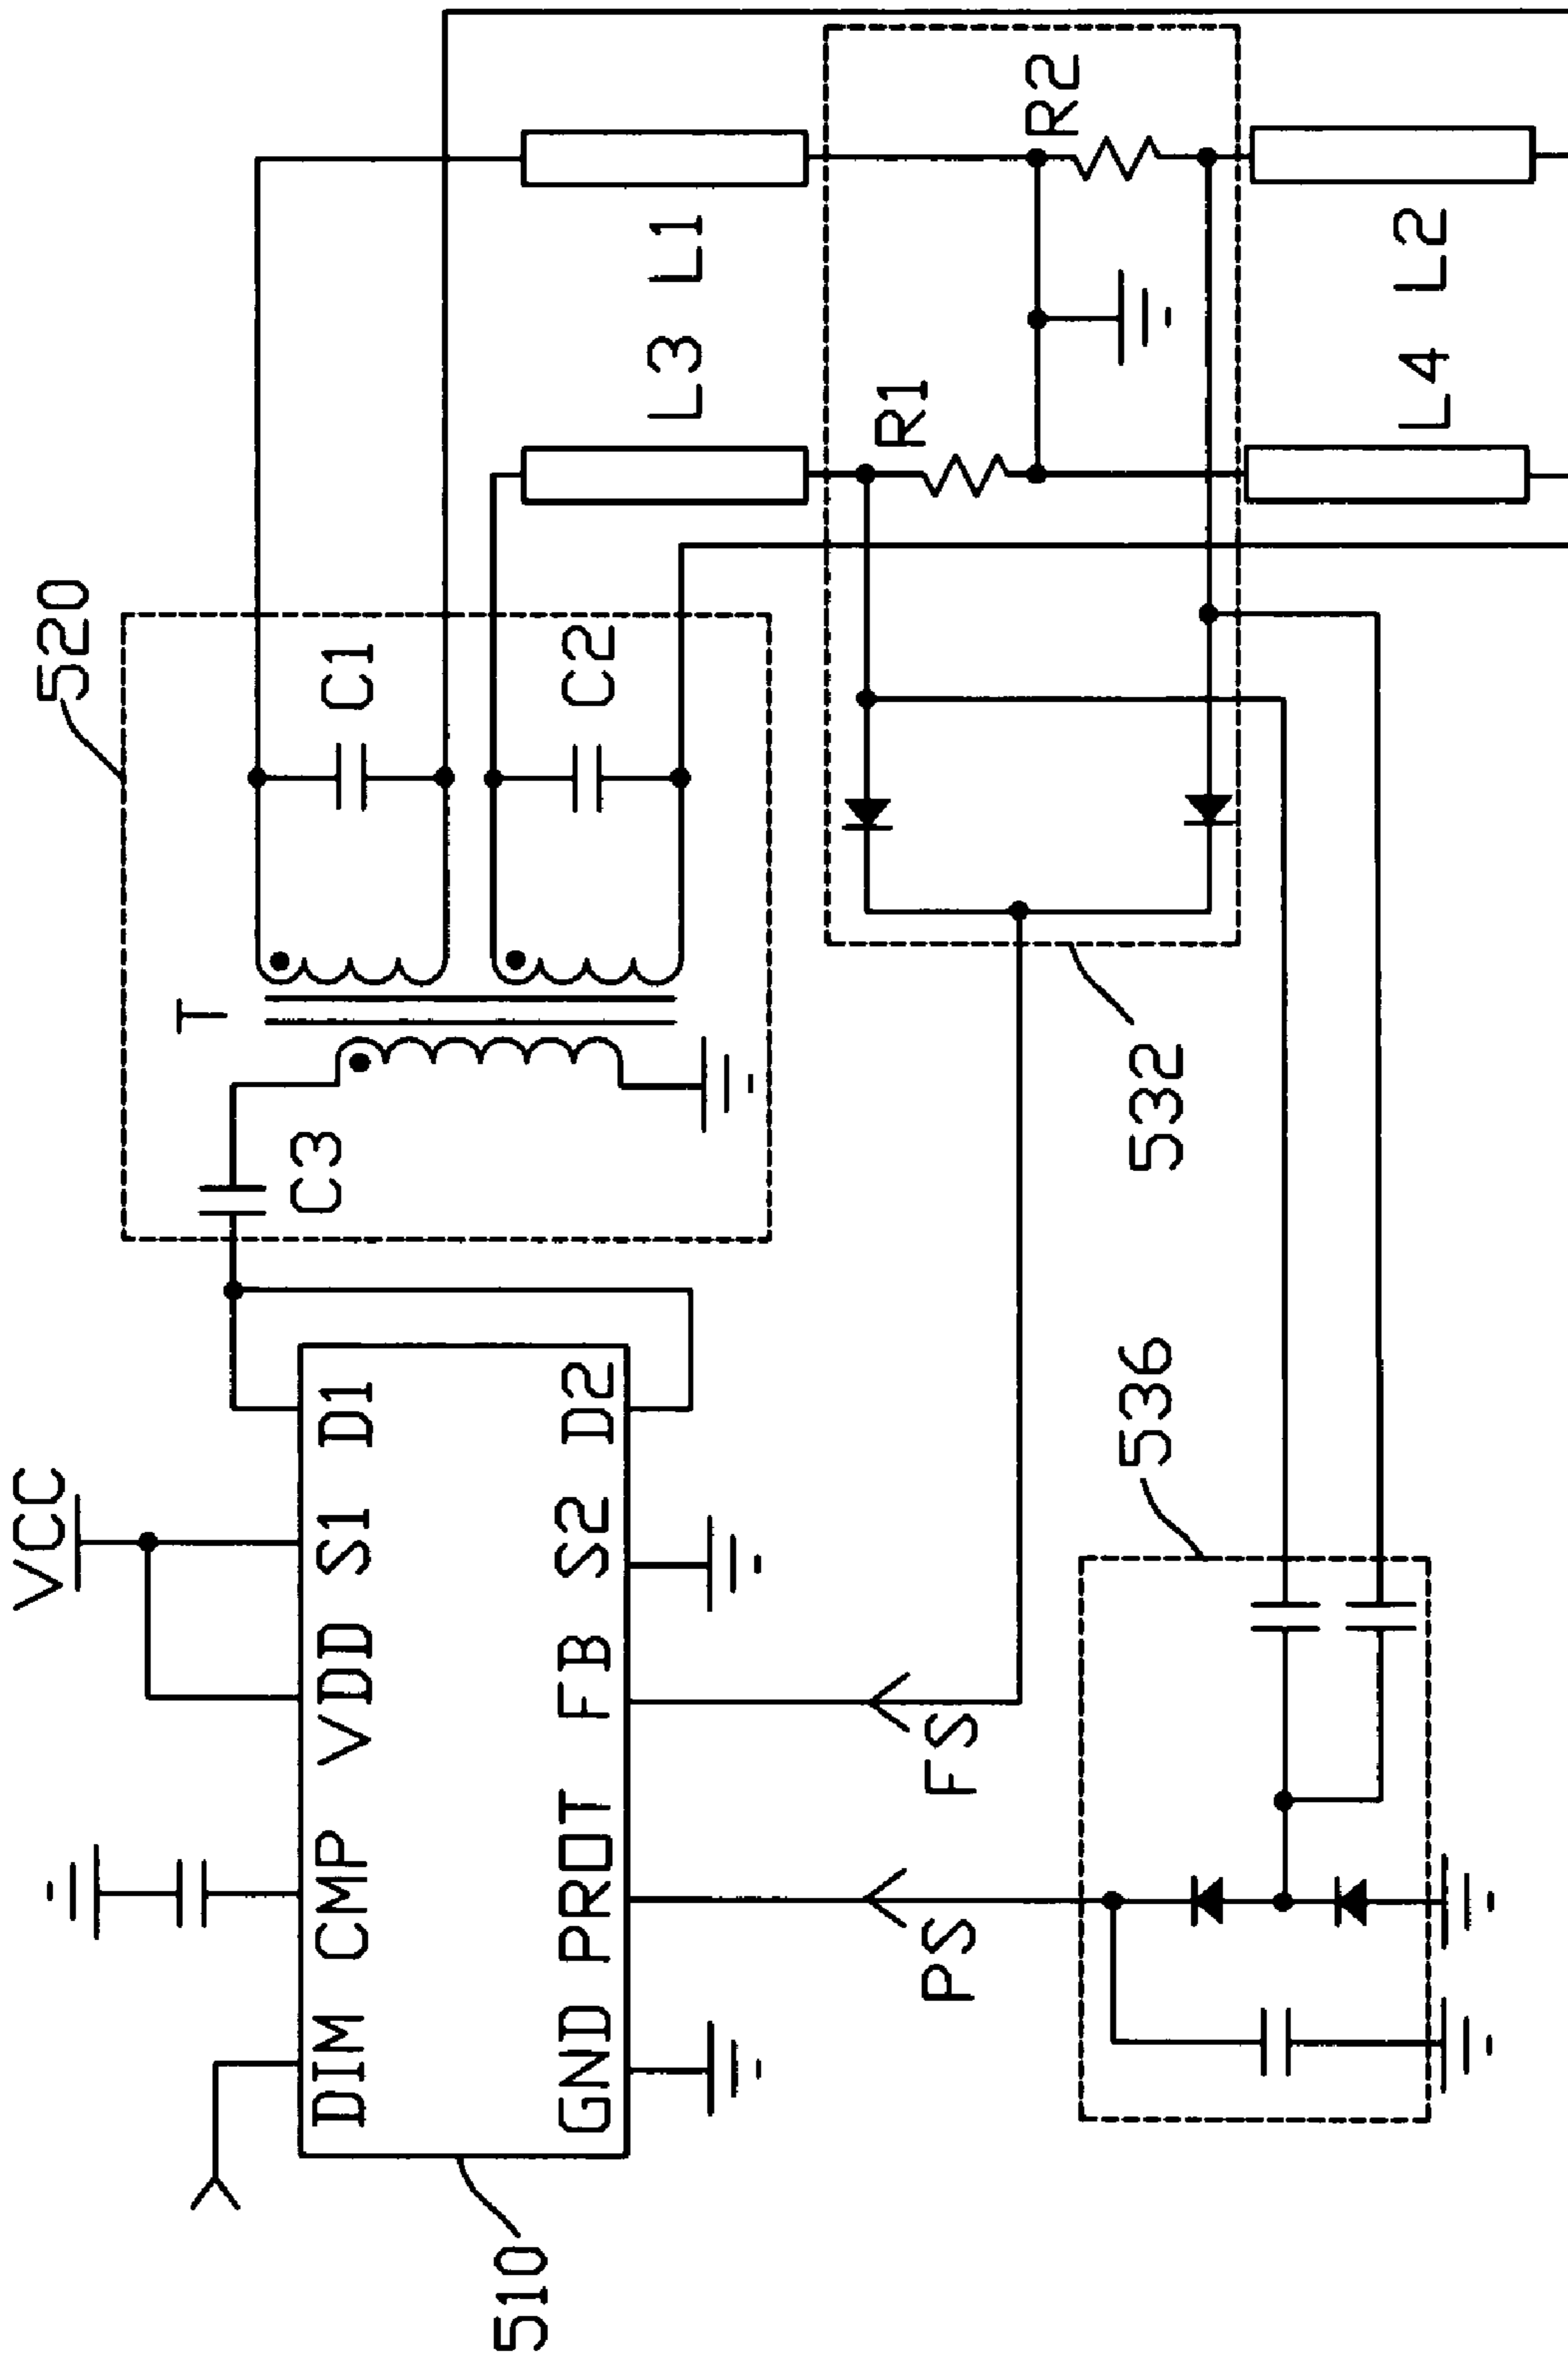 VCC
DIM CMP VDD S1 D1
GND PROT FB S2 D2
510
520
T
C3
C1
C2
L3 L1
R1
R2
L4 L2
532
536
FS
PS